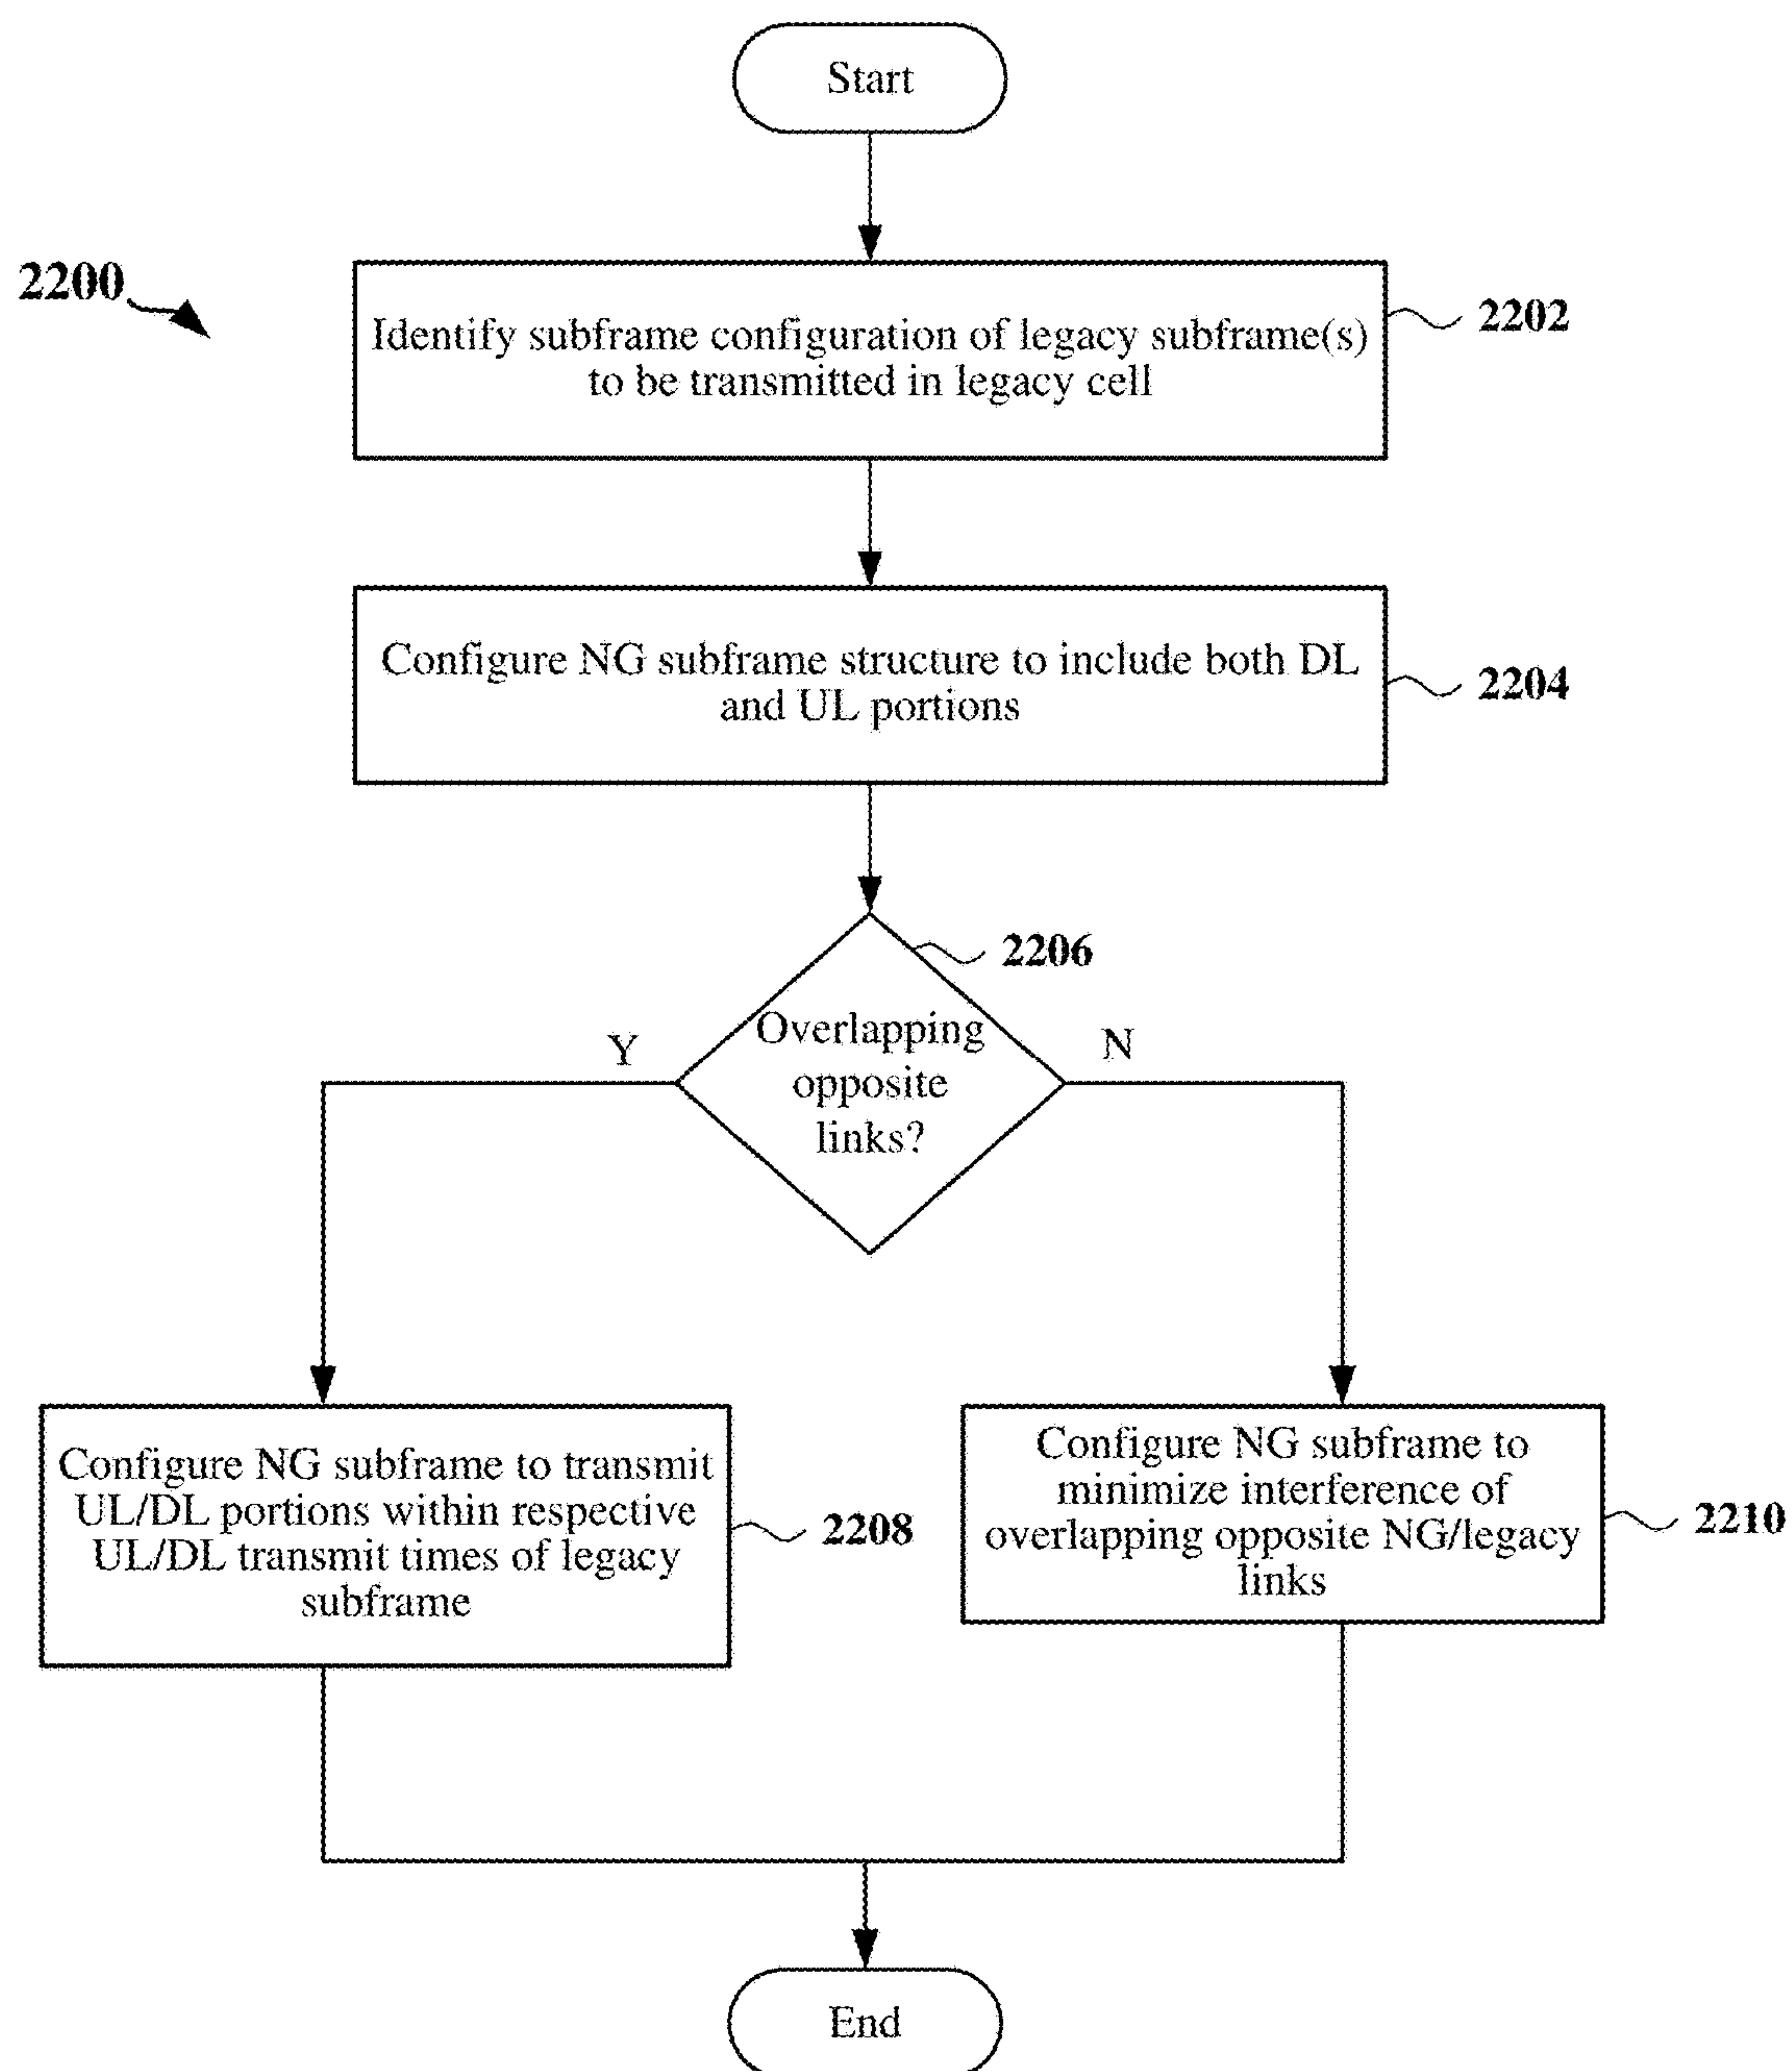 Start
2200
Identify subframe configuration of legacy subframe(s)
to be transmitted in legacy cell
2202
Configure NG subframe structure to include both DL
and UL portions
2204
2206
Overlapping
opposite
links?
Y
N
Configure NG subframe to transmit
UL/DL portions within respective
UL/DL transmit times of legacy
subframe
2208
Configure NG subframe to
minimize interference of
overlapping opposite NG/legacy
links
2210
End